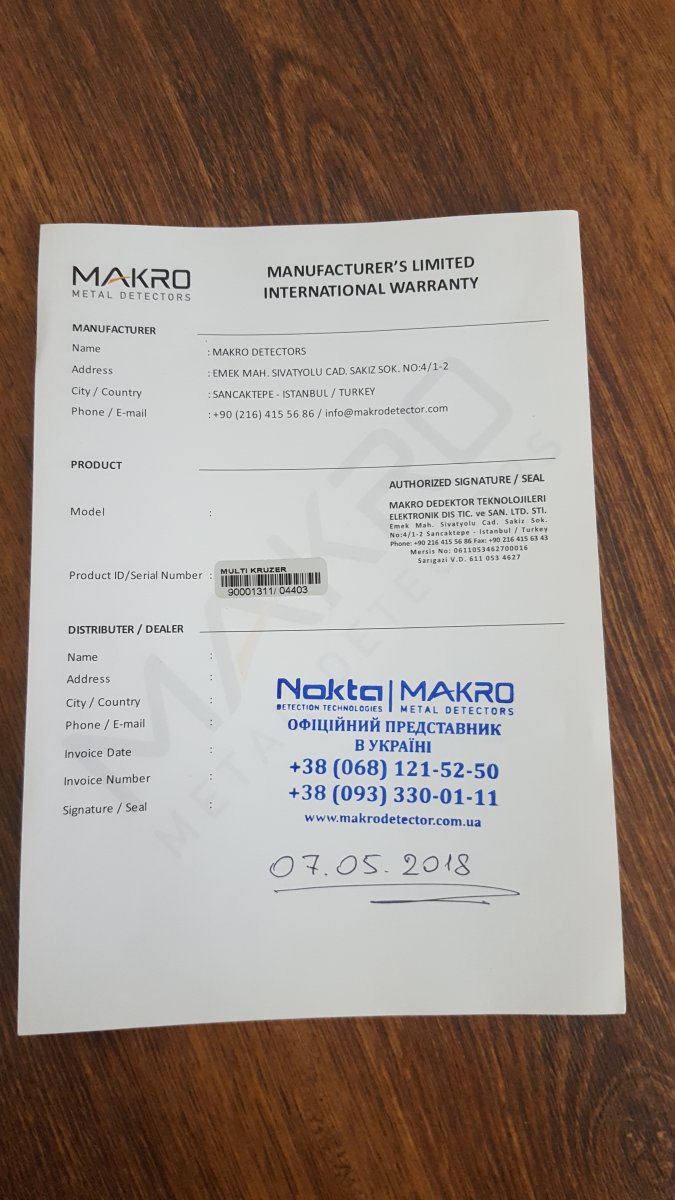 MAKRO
METAL DETECTORS
MANUFACTURER'S LIMITED
INTERNATIONAL WARRANTY
MANUFACTURER
Name : MAKRO DETECTORS
Address : EMEK MAH. SIVATYOLU CAD. SAKIZ SOK. NO:4/1-2
City / Country : SANCAKTEPE - ISTANBUL / TURKEY
Phone / E-mail : +90 (216) 415 56 86 / info@makrodetector.com
PRODUCT
AUTHORIZED SIGNATURE / SEAL
Model :
MAKRO DEDEKTOR TEKNOLOJILERI
ELEKTRONIK DIS TIC. ve SAN. LTD. STI.
Emek Mah. Sivatyolu Cad. Sakiz Sok.
No:4/1-2 Sancaktepe - Istanbul / Turkey
Phone: +90 216 415 56 86 Fax: +90 216 415 63 43
Mersis No: 0611053462700016
Sarigazi V.D. 611 053 4627
Product ID/Serial Number :
MULTI KRUZER
90001311/ 04403
DISTRIBUTER / DEALER
Name :
Address :
City / Country :
Phone / E-mail :
Invoice Date :
Invoice Number :
Signature / Seal :
Nokta | MAKRO
DETECTION TECHNOLOGIES METAL DETECTORS
ОФІЦІЙНИЙ ПРЕДСТАВНИК
В УКРАЇНІ
+38 (068) 121-52-50
+38 (093) 330-01-11
www.makrodetector.com.ua
07.05.2018
MAKRO
METAL DETECTORS